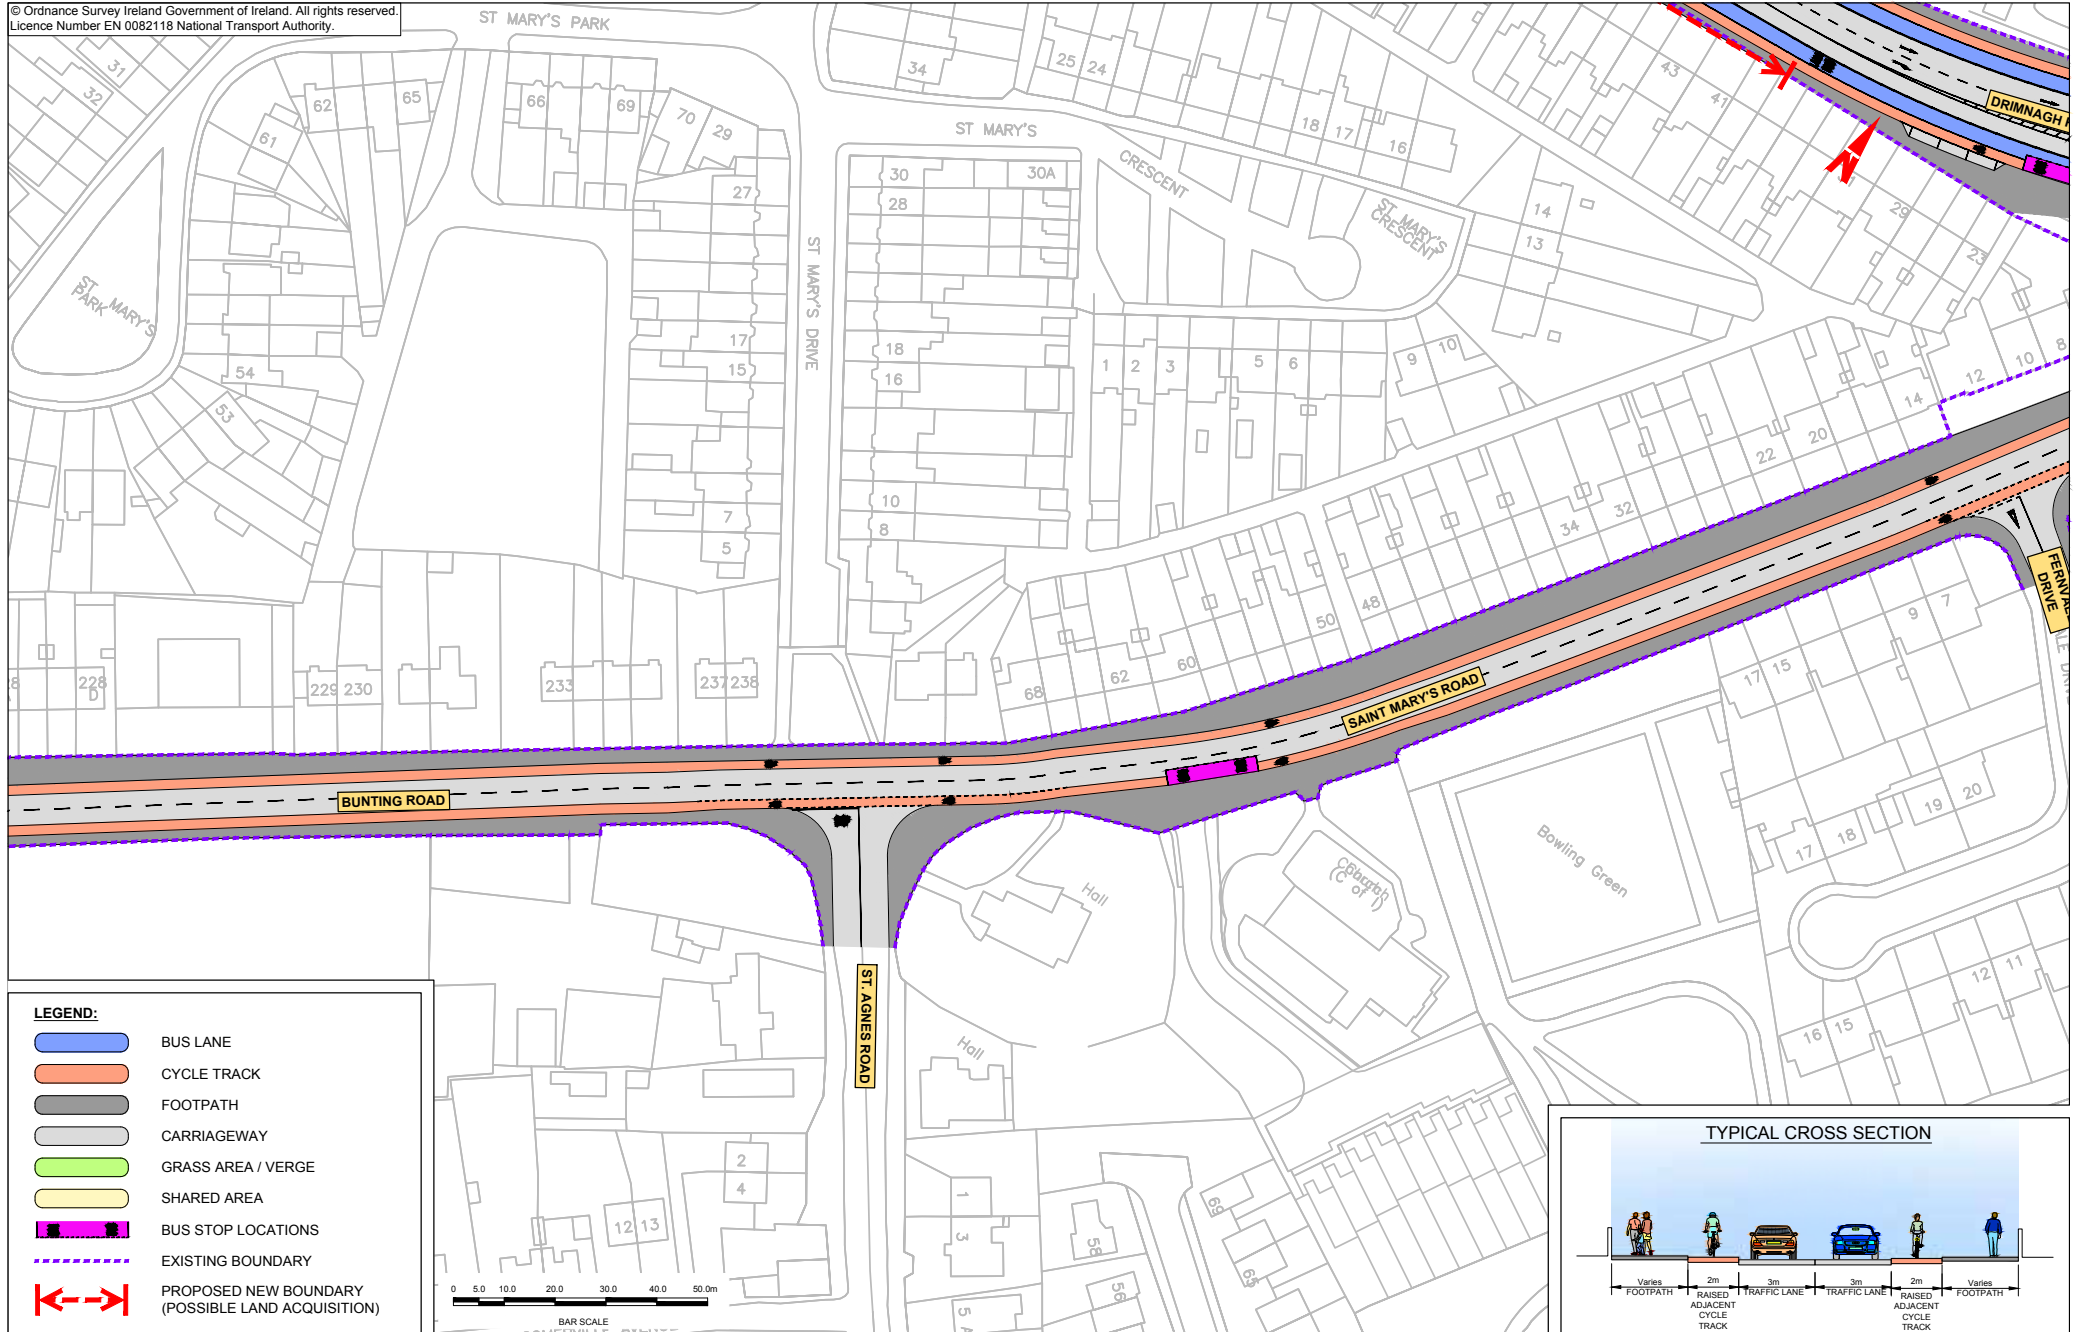 © Ordnance Survey Ireland Government of Ireland. All rights reserved.
Licence Number EN 0082118 National Transport Authority.
ST MARY'S PARK
31
32
61
62
65
66
69
70
29
34
25
24
18
17
16
43
41
DRIMNAGH
N
ST MARY'S
CRESCENT
ST MARY'S
CRESCENT
30
30A
28
27
14
13
29
23
ST MARY'S
PARK
ST MARY'S DRIVE
54
53
17
15
18
16
1
2
3
5
6
9
10
12
10
8
14
20
22
32
34
10
8
7
5
48
50
60
62
68
228
D
229
230
233
237
238
BUNTING ROAD
SAINT MARY'S ROAD
FERNVALE
DRIVE
9
7
17
15
19
20
17
18
Bowling Green
Church
(C of I)
Hall
Hall
ST. AGNES ROAD
12
11
16
15
2
4
12
13
1
3
5
58
56
69
65
LEGEND:
BUS LANE
CYCLE TRACK
FOOTPATH
CARRIAGEWAY
GRASS AREA / VERGE
SHARED AREA
BUS STOP LOCATIONS
EXISTING BOUNDARY
PROPOSED NEW BOUNDARY
(POSSIBLE LAND ACQUISITION)
0 5.0 10.0 20.0 30.0 40.0 50.0m
BAR SCALE
TYPICAL CROSS SECTION
Varies
FOOTPATH
2m
RAISED
ADJACENT
CYCLE
TRACK
3m
TRAFFIC LANE
3m
TRAFFIC LANE
2m
RAISED
ADJACENT
CYCLE
TRACK
Varies
FOOTPATH